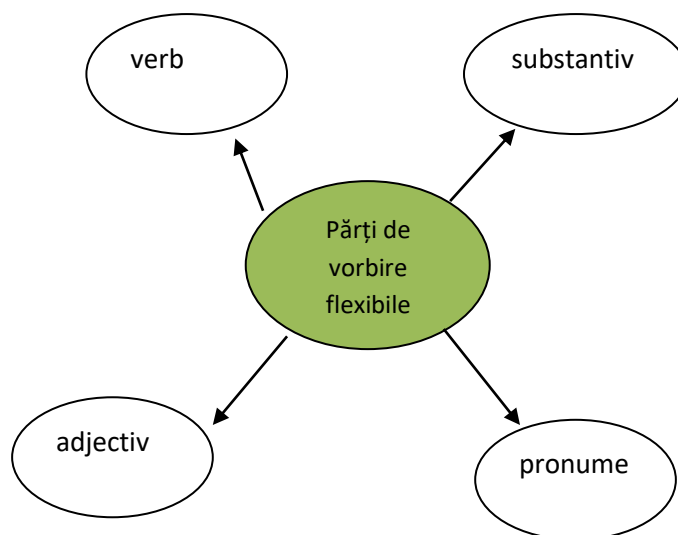 verb
substantiv
Părți de
vorbire
flexibile
adjectiv
pronume